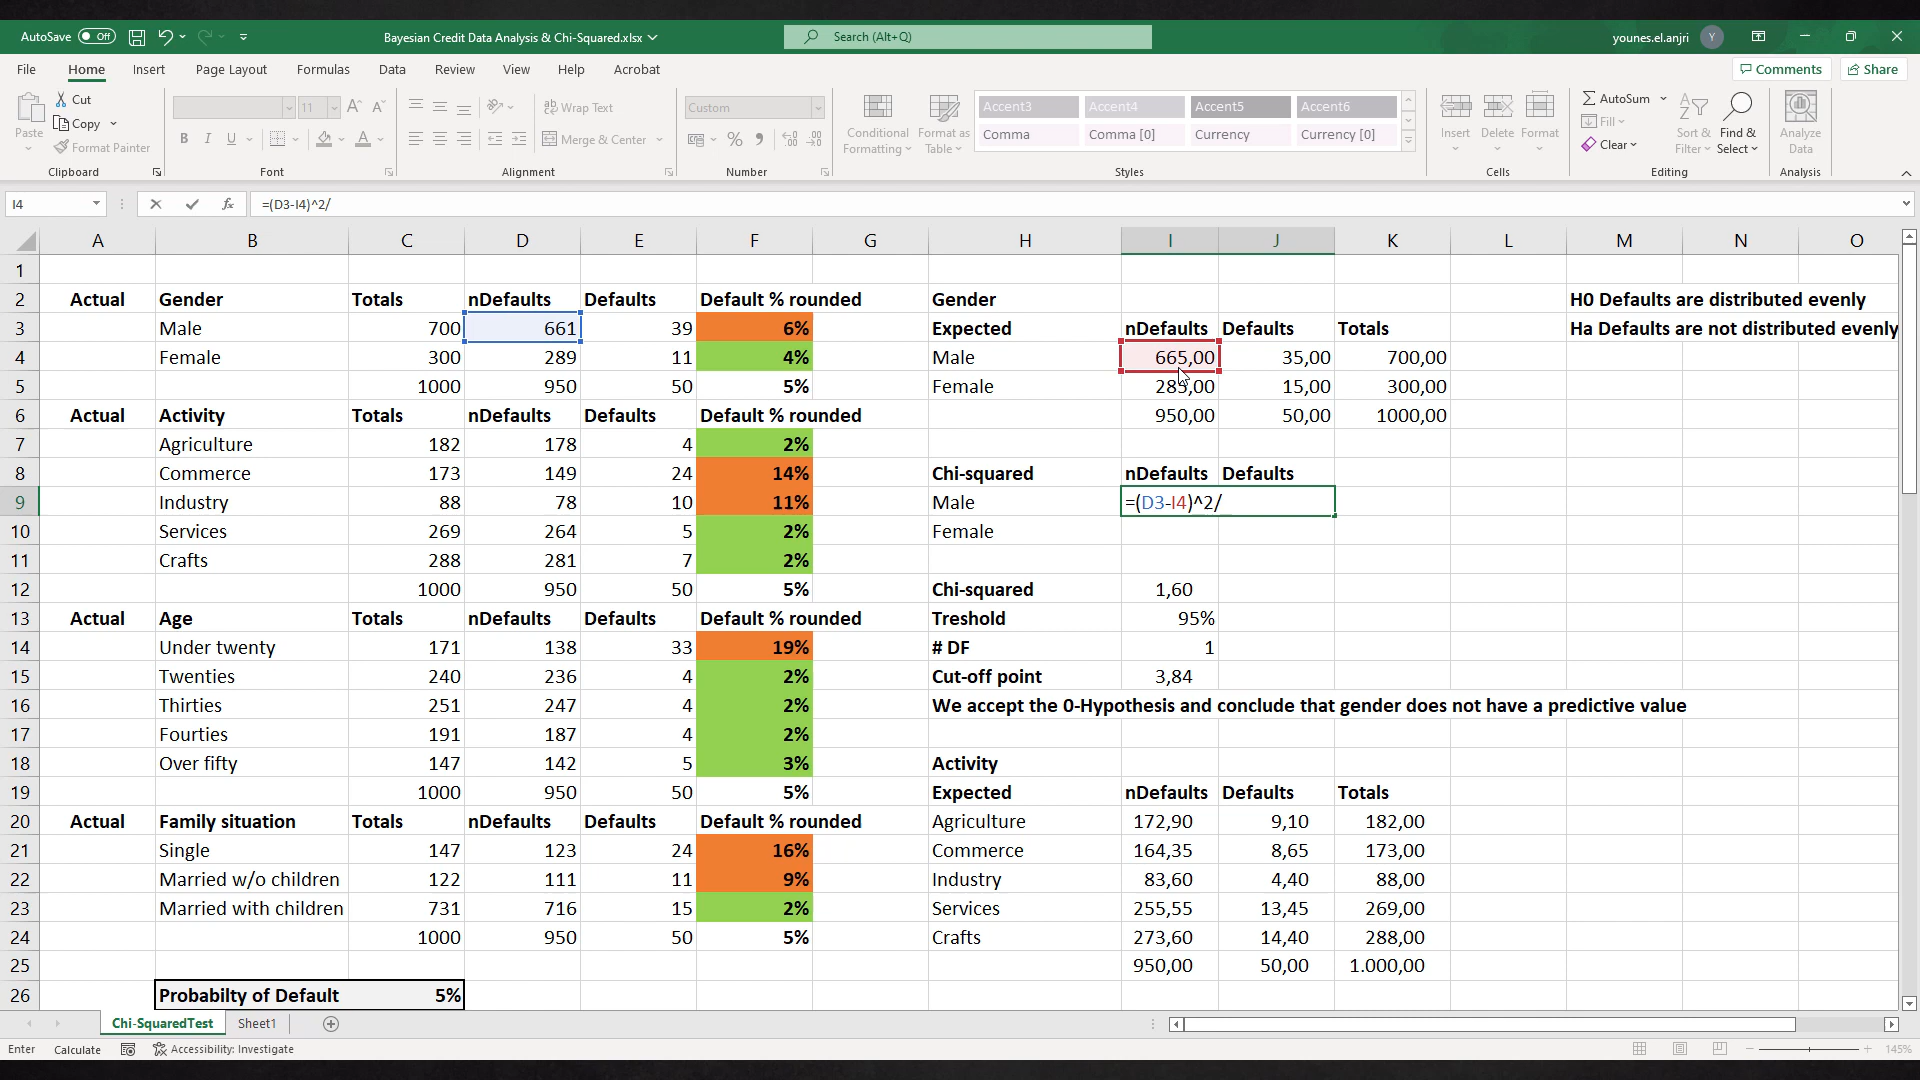 AutoSave Off Bayesian Credit Data Analysis & Chi-Squared.xlsx Search (Alt+Q) younes.el.anjri Y
File Home Insert Page Layout Formulas Data Review View Help Acrobat Comments Share
Paste Cut Copy Format Painter Clipboard
11 B I U Font
Wrap Text Merge & Center Alignment
Custom % Number
Conditional Formatting Format as Table
Accent3 Accent4 Accent5 Accent6
Comma Comma [0] Currency Currency [0]
Styles
Insert Delete Format Cells
AutoSum Fill Clear Sort & Filter Find & Select Editing
Analyze Data Analysis
I4 fx =(D3-I4)^2/
A B C D E F G H I J K L M N O
1
2 Actual Gender Totals nDefaults Defaults Default % rounded Gender H0 Defaults are distributed evenly
3 Male 700 661 39 6% Expected nDefaults Defaults Totals Ha Defaults are not distributed evenly
4 Female 300 289 11 4% Male 665,00 35,00 700,00
5 1000 950 50 5% Female 285,00 15,00 300,00
6 Actual Activity Totals nDefaults Defaults Default % rounded 950,00 50,00 1000,00
7 Agriculture 182 178 4 2%
8 Commerce 173 149 24 14% Chi-squared nDefaults Defaults
9 Industry 88 78 10 11% Male =(D3-I4)^2/
10 Services 269 264 5 2% Female
11 Crafts 288 281 7 2%
12 1000 950 50 5% Chi-squared 1,60
13 Actual Age Totals nDefaults Defaults Default % rounded Treshold 95%
14 Under twenty 171 138 33 19% # DF 1
15 Twenties 240 236 4 2% Cut-off point 3,84
16 Thirties 251 247 4 2% We accept the 0-Hypothesis and conclude that gender does not have a predictive value
17 Fourties 191 187 4 2%
18 Over fifty 147 142 5 3% Activity
19 1000 950 50 5% Expected nDefaults Defaults Totals
20 Actual Family situation Totals nDefaults Defaults Default % rounded Agriculture 172,90 9,10 182,00
21 Single 147 123 24 16% Commerce 164,35 8,65 173,00
22 Married w/o children 122 111 11 9% Industry 83,60 4,40 88,00
23 Married with children 731 716 15 2% Services 255,55 13,45 269,00
24 1000 950 50 5% Crafts 273,60 14,40 288,00
25 950,00 50,00 1.000,00
26 Probabilty of Default 5%
Chi-SquaredTest Sheet1
Enter Calculate Accessibility: Investigate 145%